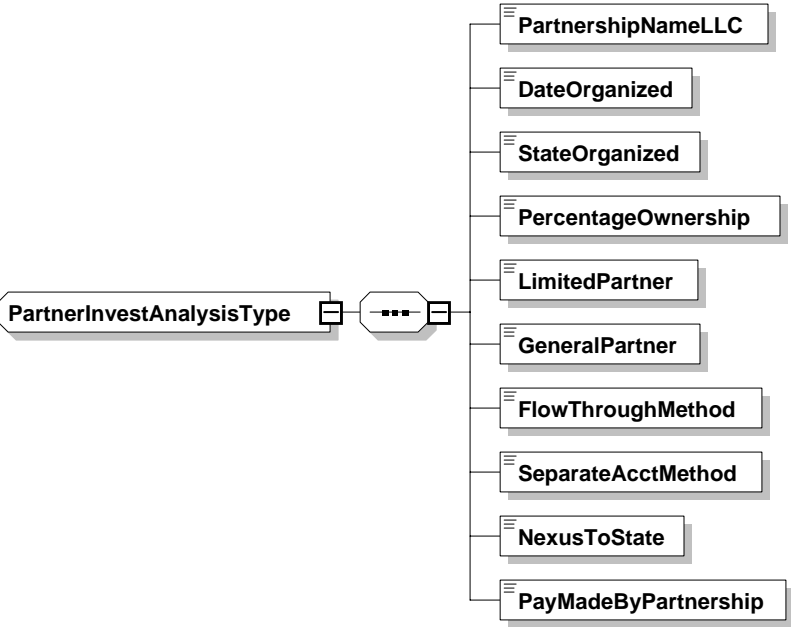 PartnershipNameLLC
DateOrganized
StateOrganized
PercentageOwnership
PartnerInvestAnalysisType
LimitedPartner
GeneralPartner
FlowThroughMethod
SeparateAcctMethod
NexusToState
PayMadeByPartnership